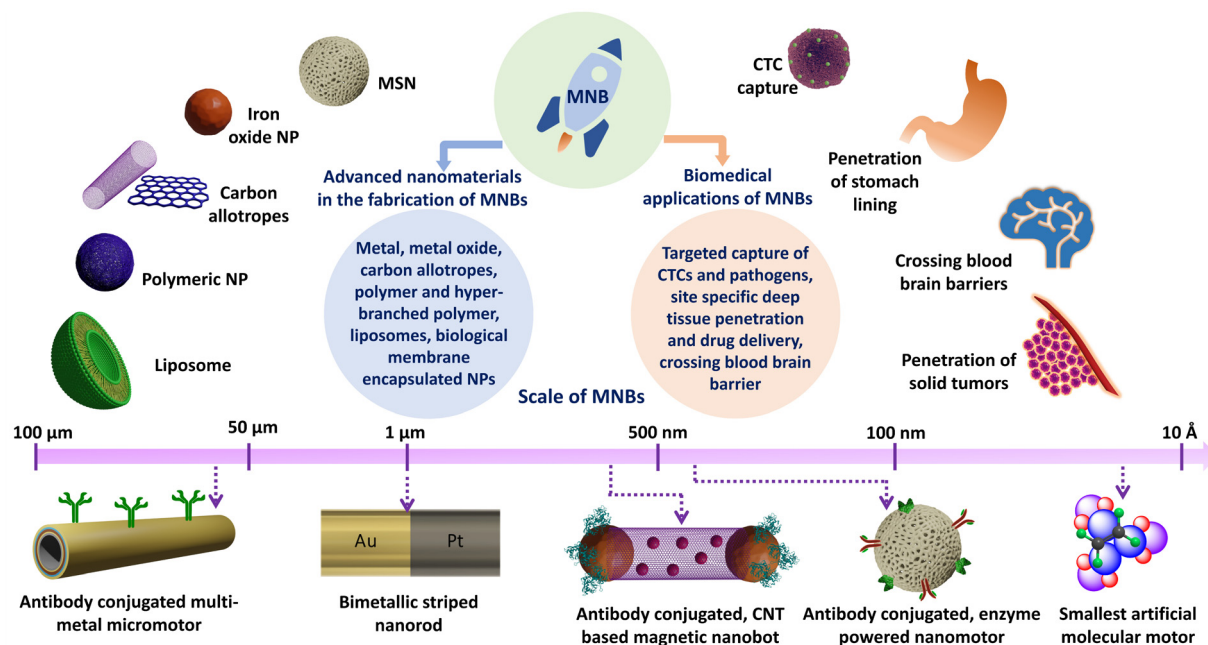 MNB
MSN
CTC
capture
Iron
oxide NP
Carbon
allotropes
Polymeric NP
Liposome
Advanced nanomaterials
in the fabrication of MNBs
Metal, metal oxide,
carbon allotropes,
polymer and hyper-
branched polymer,
liposomes, biological
membrane
encapsulated NPs
Biomedical
applications of MNBs
Targeted capture of
CTCs and pathogens,
site specific deep
tissue penetration
and drug delivery,
crossing blood brain
barrier
Penetration
of stomach
lining
Crossing blood
brain barriers
Penetration of
solid tumors
Scale of MNBs
100 µm
50 µm
1 µm
500 nm
100 nm
10 Å
Au
Pt
Antibody conjugated multi-
metal micromotor
Bimetallic striped
nanorod
Antibody conjugated, CNT
based magnetic nanobot
Antibody conjugated, enzyme
powered nanomotor
Smallest artificial
molecular motor